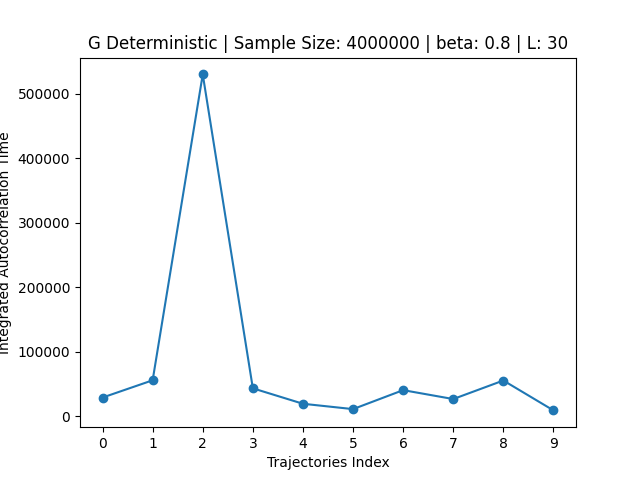 G Deterministic | Sample Size: 4000000 | beta: 0.8 | L: 30
500000
400000
300000
200000
100000
0
Integrated Autocorrelation Time
0 1 2 3 4 5 6 7 8 9
Trajectories Index